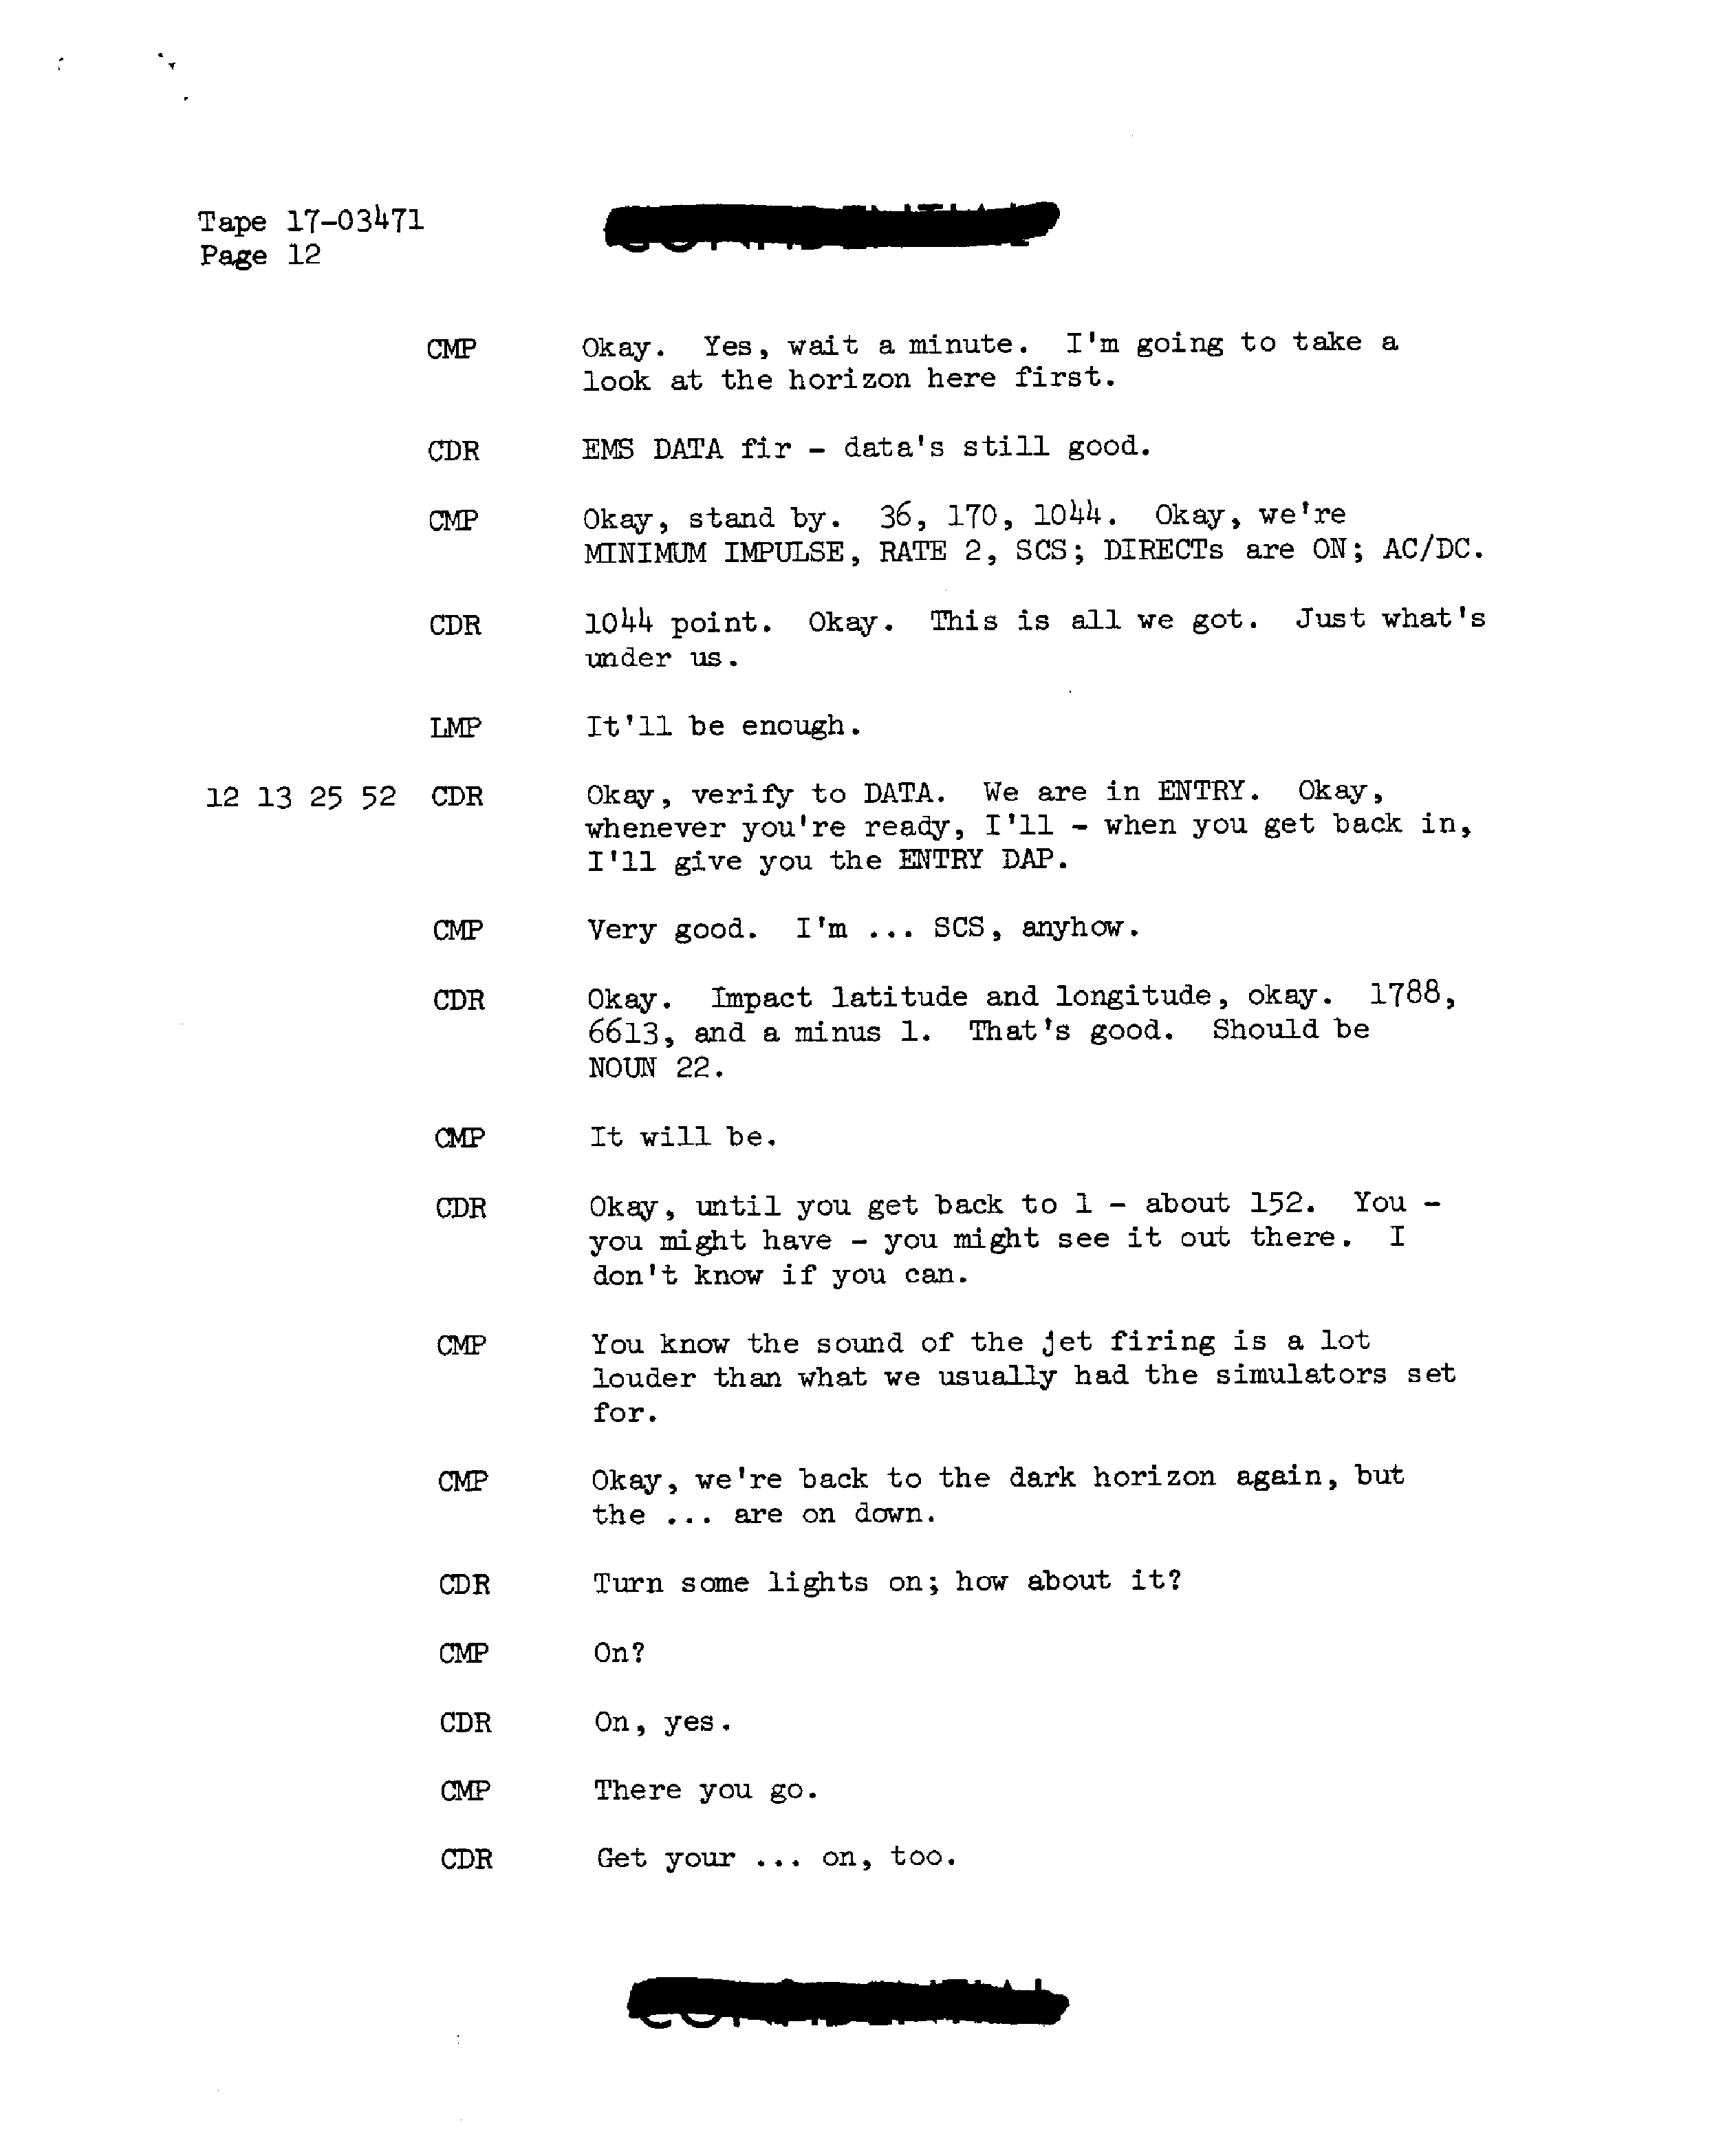 Tape 17-03471
Page 12
CMP Okay. Yes, wait a minute. I'm going to take a
look at the horizon here first.
CDR EMS DATA fir - data's still good.
CMP Okay, stand by. 36, 170, 1044. Okay, we're
MINIMUM IMPULSE, RATE 2, SCS; DIRECTs are ON; AC/DC.
CDR 1044 point. Okay. This is all we got. Just what's
under us.
LMP It'll be enough.
12 13 25 52 CDR Okay, verify to DATA. We are in ENTRY. Okay,
whenever you're ready, I'll - when you get back in,
I'll give you the ENTRY DAP.
CMP Very good. I'm ... SCS, anyhow.
CDR Okay. Impact latitude and longitude, okay. 1788,
6613, and a minus 1. That's good. Should be
NOUN 22.
CMP It will be.
CDR Okay, until you get back to 1 - about 152. You -
you might have - you might see it out there. I
don't know if you can.
CMP You know the sound of the jet firing is a lot
louder than what we usually had the simulators set
for.
CMP Okay, we're back to the dark horizon again, but
the ... are on down.
CDR Turn some lights on; how about it?
CMP On?
CDR On, yes.
CMP There you go.
CDR Get your ... on, too.